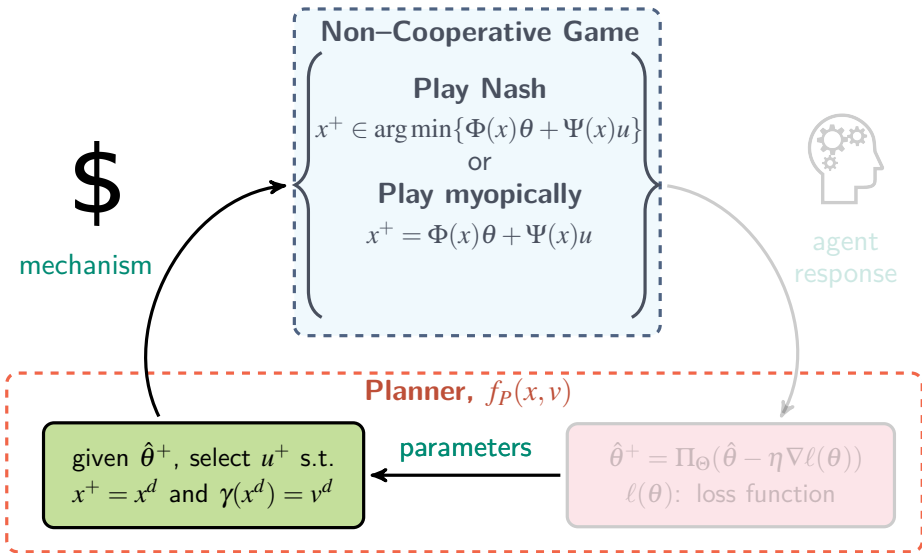 Non–Cooperative Game
Play Nash
x⁺ ∈ arg min{Φ(x)θ + Ψ(x)u}
or
Play myopically
x⁺ = Φ(x)θ + Ψ(x)u
$
mechanism
agent
response
Planner, f_P(x, v)
given θ̂⁺, select u⁺ s.t.
x⁺ = x^d and γ(x^d) = v^d
parameters
θ̂⁺ = Π_Θ(θ̂ − η∇ℓ(θ))
ℓ(θ): loss function